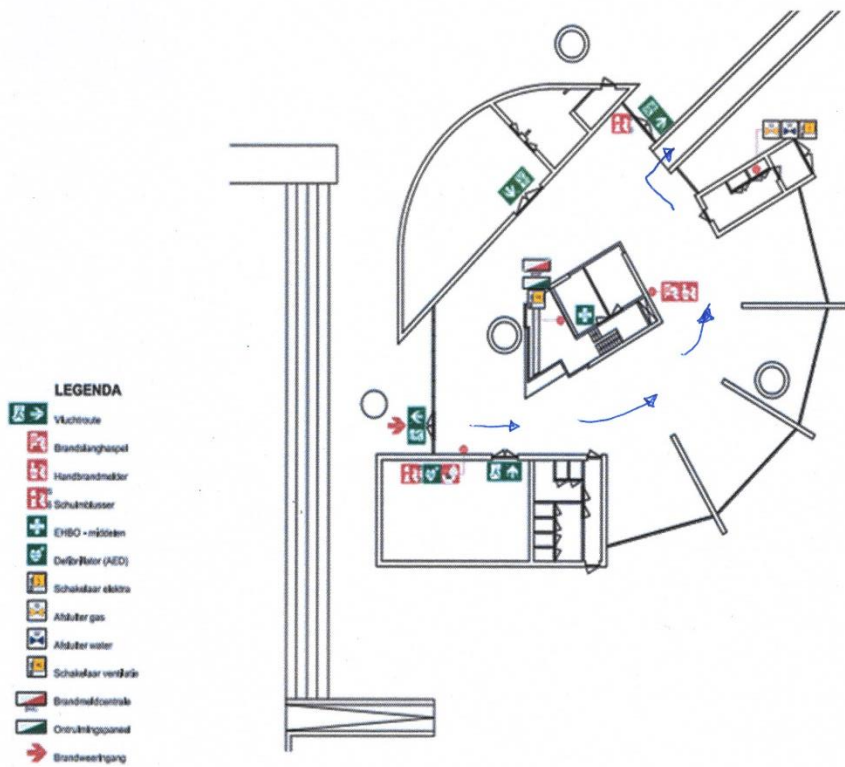 LEGENDA
Vluchtroute
Brandslanghaspel
Handbrandmelder
Schuimblusser
EHBO - middelen
Defibrillator (AED)
Schakelaar elektra
Afsluiter gas
Afsluiter water
Schakelaar ventilatie
Brandmeldcentrale
Ontruimingspaneel
Brandweeringang